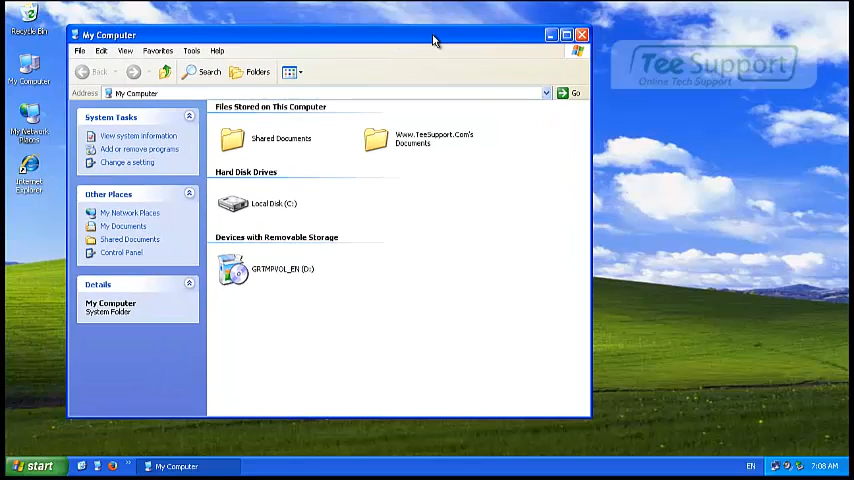 Recycle Bin
My Computer
My Network
Places
Internet
Explorer
My Computer
File Edit View Favorites Tools Help
Back Search Folders
Address My Computer Go
System Tasks
View system information
Add or remove programs
Change a setting
Other Places
My Network Places
My Documents
Shared Documents
Control Panel
Details
My Computer
System Folder
Files Stored on This Computer
Shared Documents
Www.TeeSupport.Com's
Documents
Hard Disk Drives
Local Disk (C:)
Devices with Removable Storage
GRTMPVOL_EN (D:)
Tee Support
Online Tech Support
start My Computer EN 7:08 AM